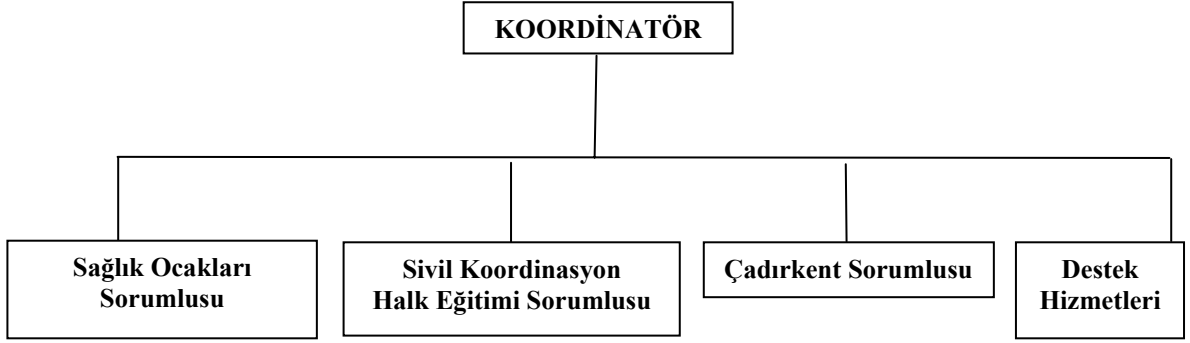 KOORDİNATÖR
Sağlık Ocakları
Sorumlusu
Sivil Koordinasyon
Halk Eğitimi Sorumlusu
Çadırkent Sorumlusu
Destek
Hizmetleri